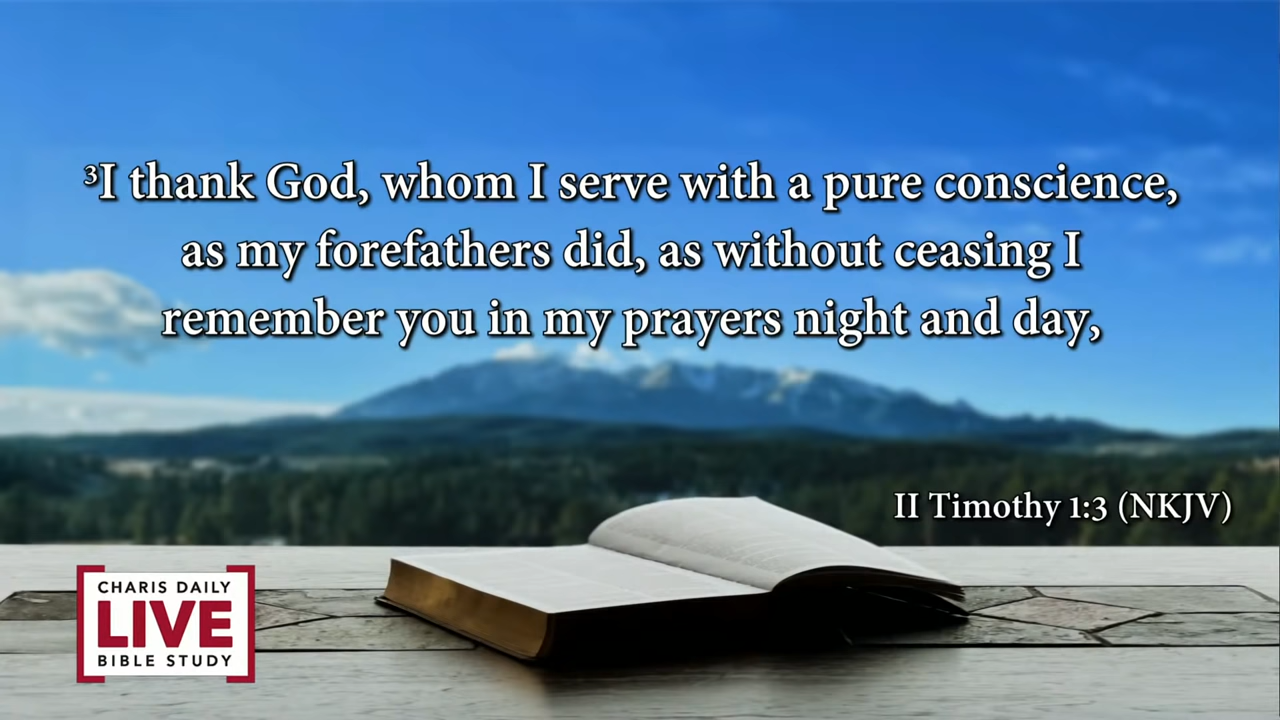 ³I thank God, whom I serve with a pure conscience,
as my forefathers did, as without ceasing I
remember you in my prayers night and day,
II Timothy 1:3 (NKJV)
CHARIS DAILY
LIVE
BIBLE STUDY